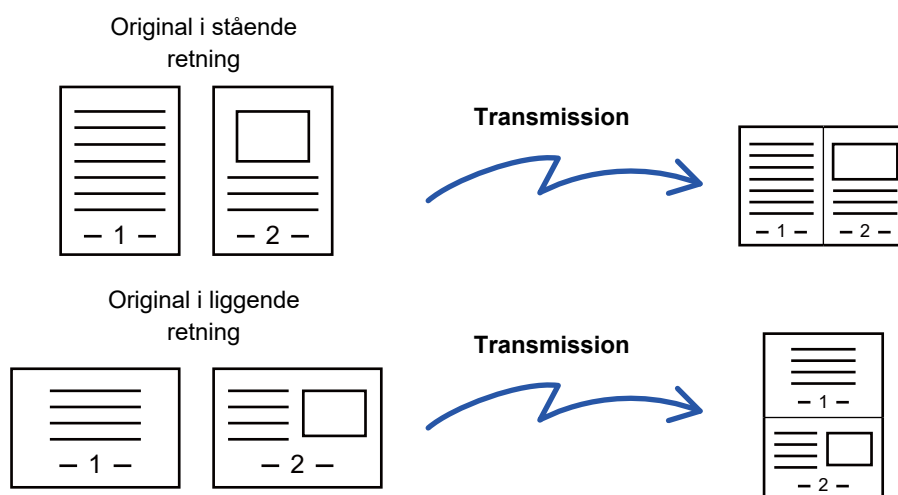 Original i stående
retning
Transmission
– 1 –
– 2 –
– 1 –
– 2 –
Original i liggende
retning
Transmission
– 1 –
– 2 –
– 1 –
– 2 –